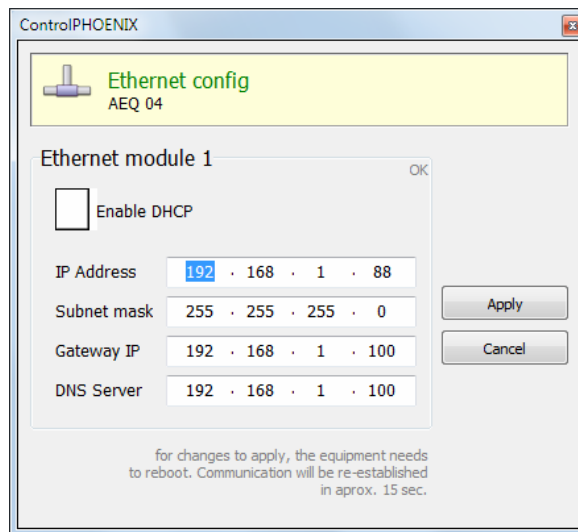 ControlPHOENIX
Ethernet config
AEQ 04
Ethernet module 1
OK
Enable DHCP
IP Address 192 . 168 . 1 . 88
Subnet mask 255 . 255 . 255 . 0
Apply
Gateway IP 192 . 168 . 1 . 100
Cancel
DNS Server 192 . 168 . 1 . 100
for changes to apply, the equipment needs
to reboot. Communication will be re-established
in aprox. 15 sec.